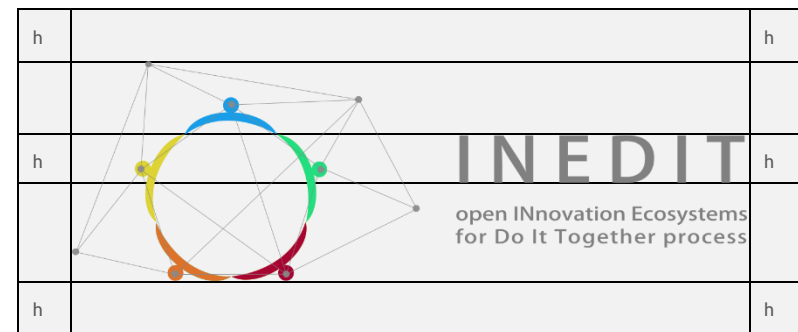 h h
h INEDIT h
open INnovation Ecosystems
for Do It Together process
h h